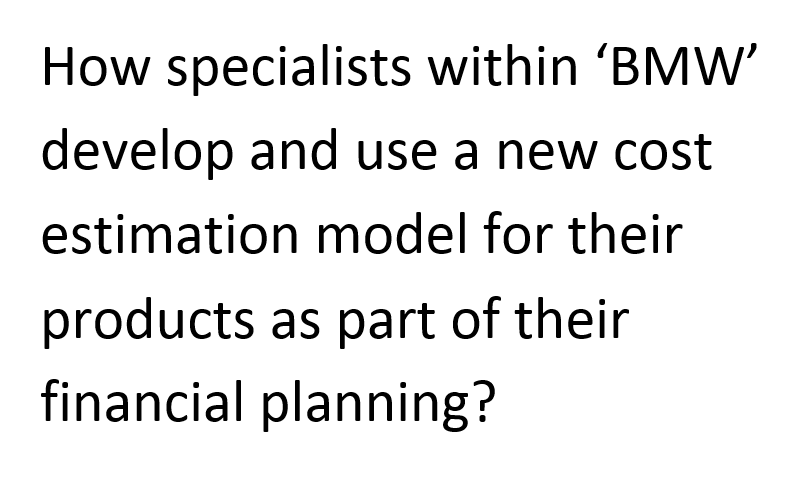 How specialists within ‘BMW’
develop and use a new cost
estimation model for their
products as part of their
financial planning?